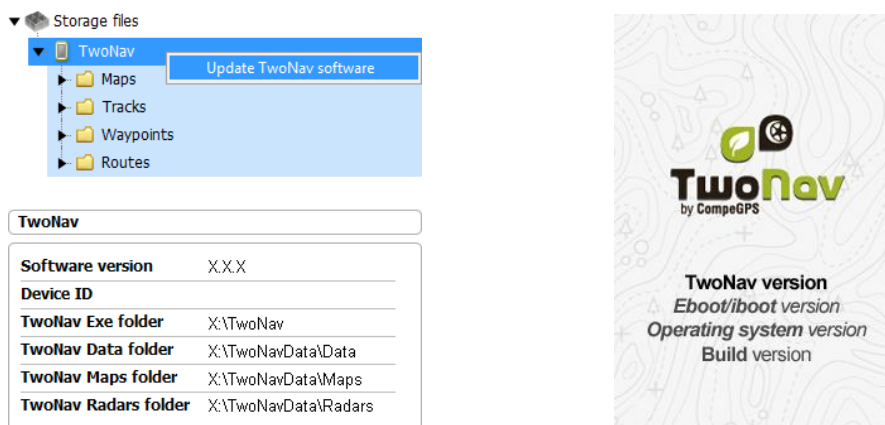 Storage files
TwoNav
Update TwoNav software
Maps
Tracks
Waypoints
Routes
TwoNav
Software version X.X.X
Device ID
TwoNav Exe folder X:\TwoNav
TwoNav Data folder X:\TwoNavData\Data
TwoNav Maps folder X:\TwoNavData\Maps
TwoNav Radars folder X:\TwoNavData\Radars
TwoNav
by CompeGPS
TwoNav version
Eboot/iboot version
Operating system version
Build version